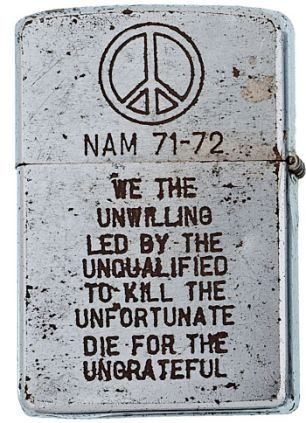 NAM 71-72
WE THE
UNWILLING
LED BY THE
UNQUALIFIED
TO KILL THE
UNFORTUNATE
DIE FOR THE
UNGRATEFUL